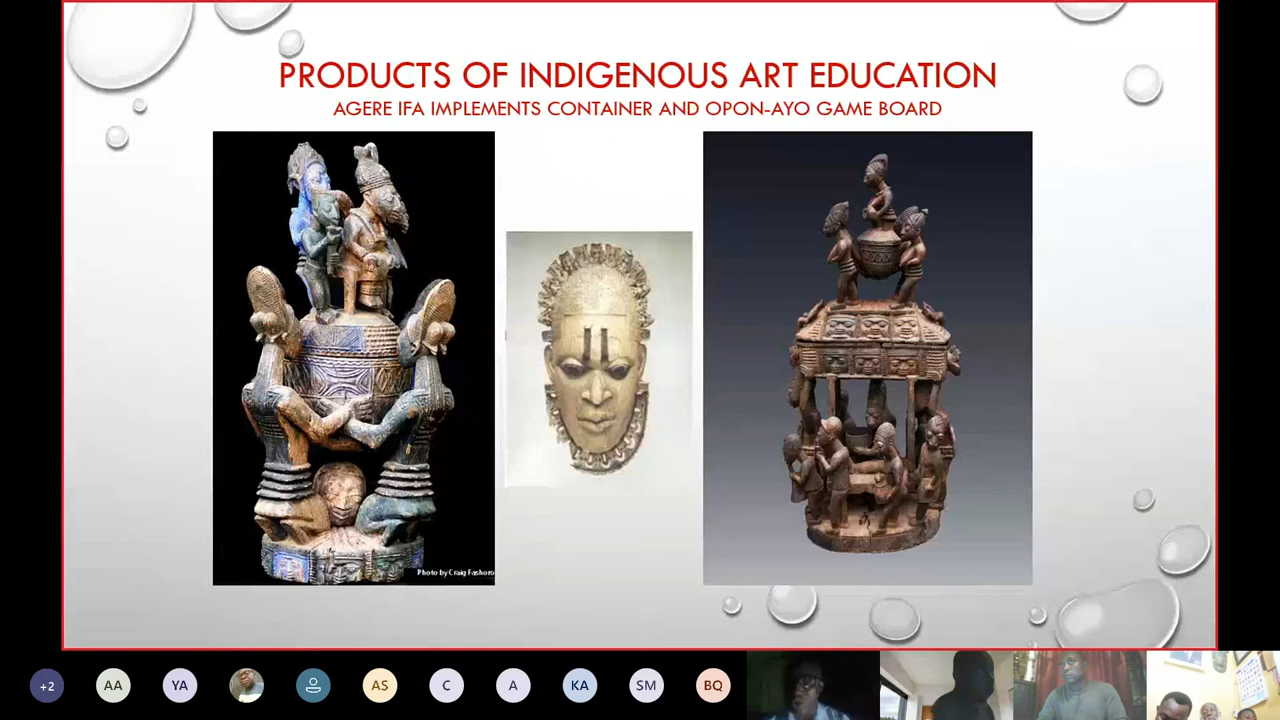 PRODUCTS OF INDIGENOUS ART EDUCATION
AGERE IFA IMPLEMENTS CONTAINER AND OPON-AYO GAME BOARD
Photo by Craig Fashoro
+2
AA
YA
AS
C
A
KA
SM
BQ